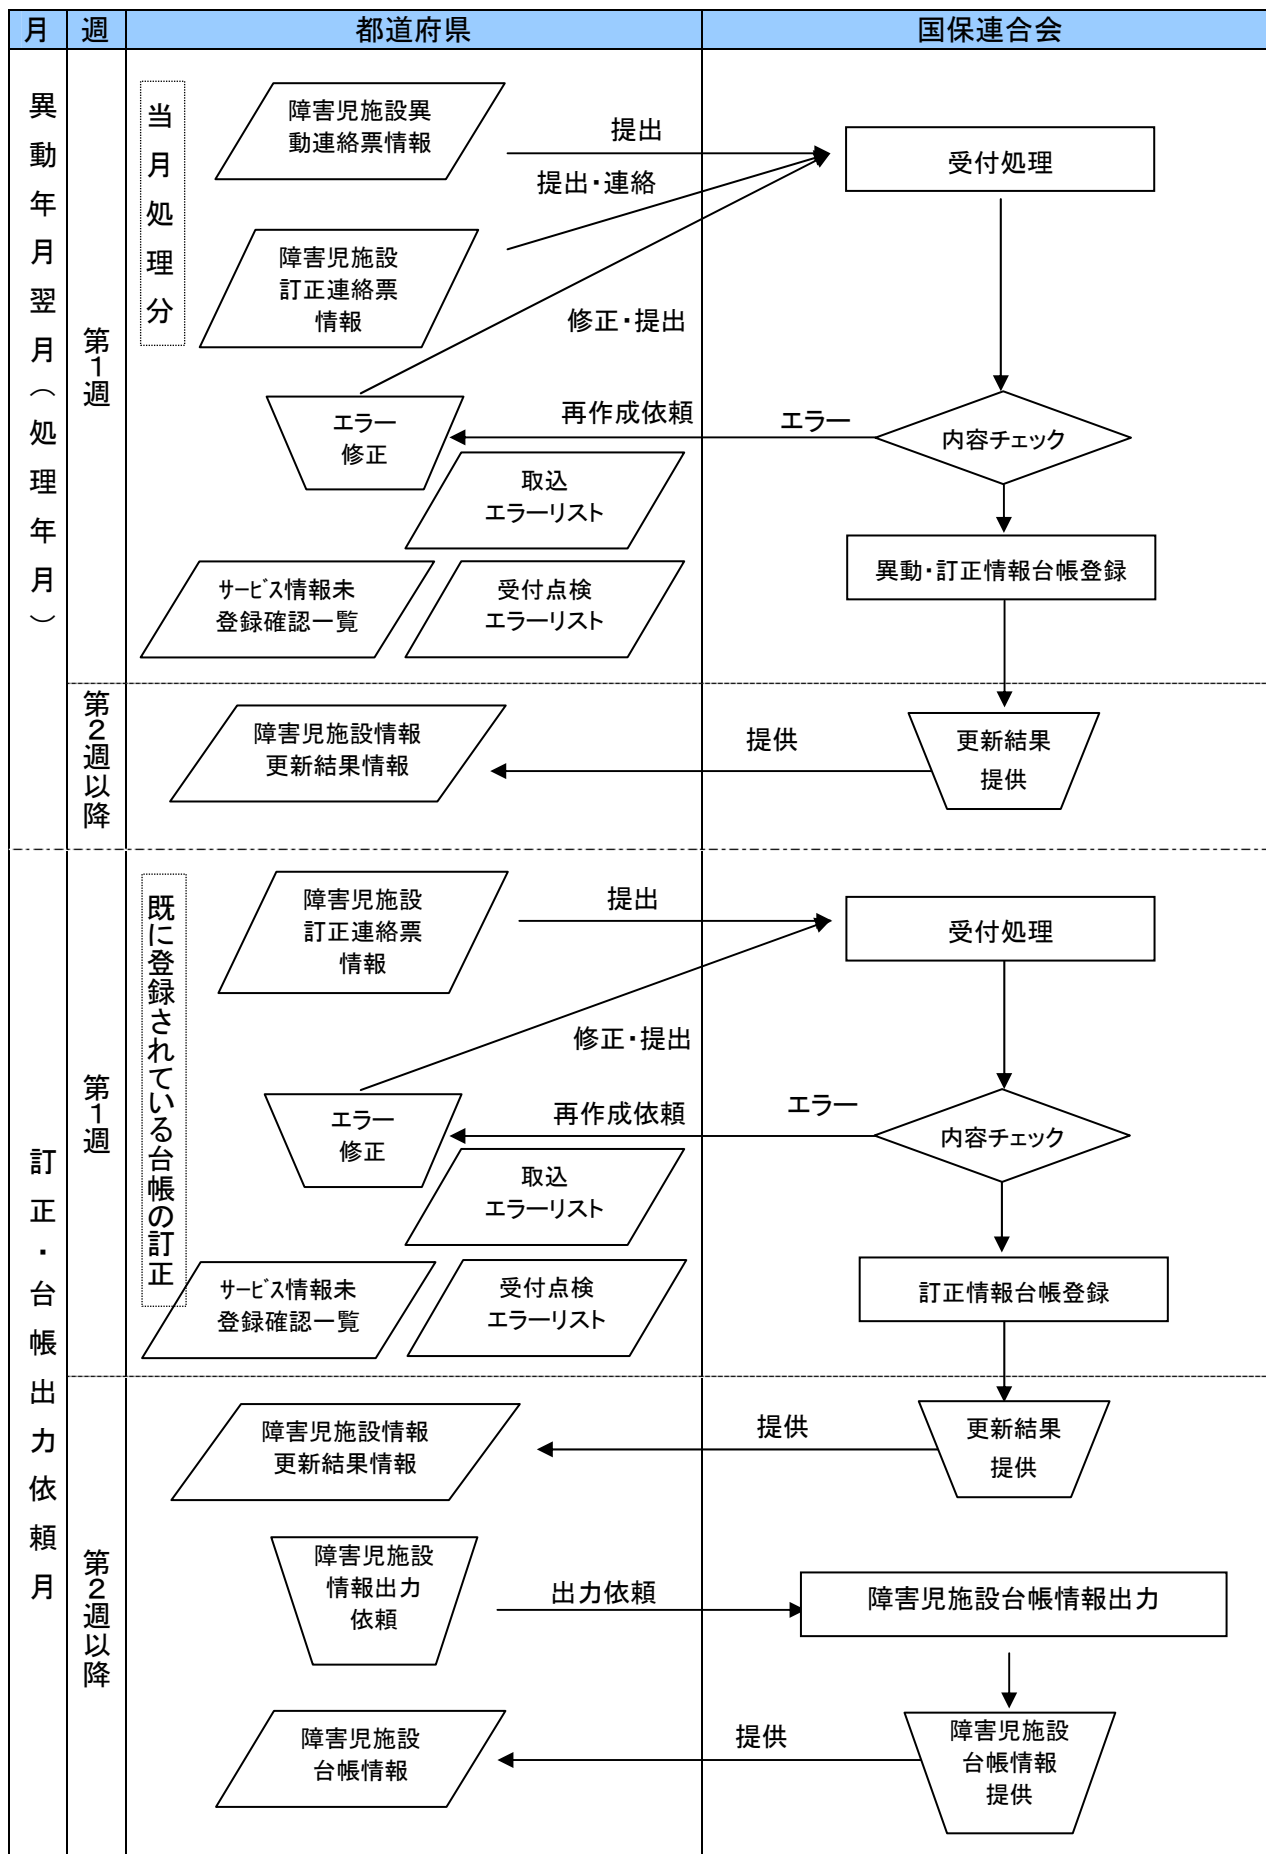 月 週 都道府県 国保連合会
異動年月翌月（処理年月）
第１週
当月処理分
障害児施設異
動連絡票情報
提出
受付処理
提出・連絡
障害児施設
訂正連絡票
情報
修正・提出
エラー
修正
再作成依頼
エラー
内容チェック
取込
エラーリスト
異動・訂正情報台帳登録
サービス情報未
登録確認一覧
受付点検
エラーリスト
第２週以降
障害児施設情報
更新結果情報
提供
更新結果
提供
訂正・台帳出力依頼月
第１週
既に登録されている台帳の訂正
障害児施設
訂正連絡票
情報
提出
受付処理
修正・提出
エラー
修正
再作成依頼
エラー
内容チェック
取込
エラーリスト
訂正情報台帳登録
サービス情報未
登録確認一覧
受付点検
エラーリスト
第２週以降
障害児施設情報
更新結果情報
提供
更新結果
提供
障害児施設
情報出力
依頼
出力依頼
障害児施設台帳情報出力
障害児施設
台帳情報
提供
障害児施設
台帳情報
提供